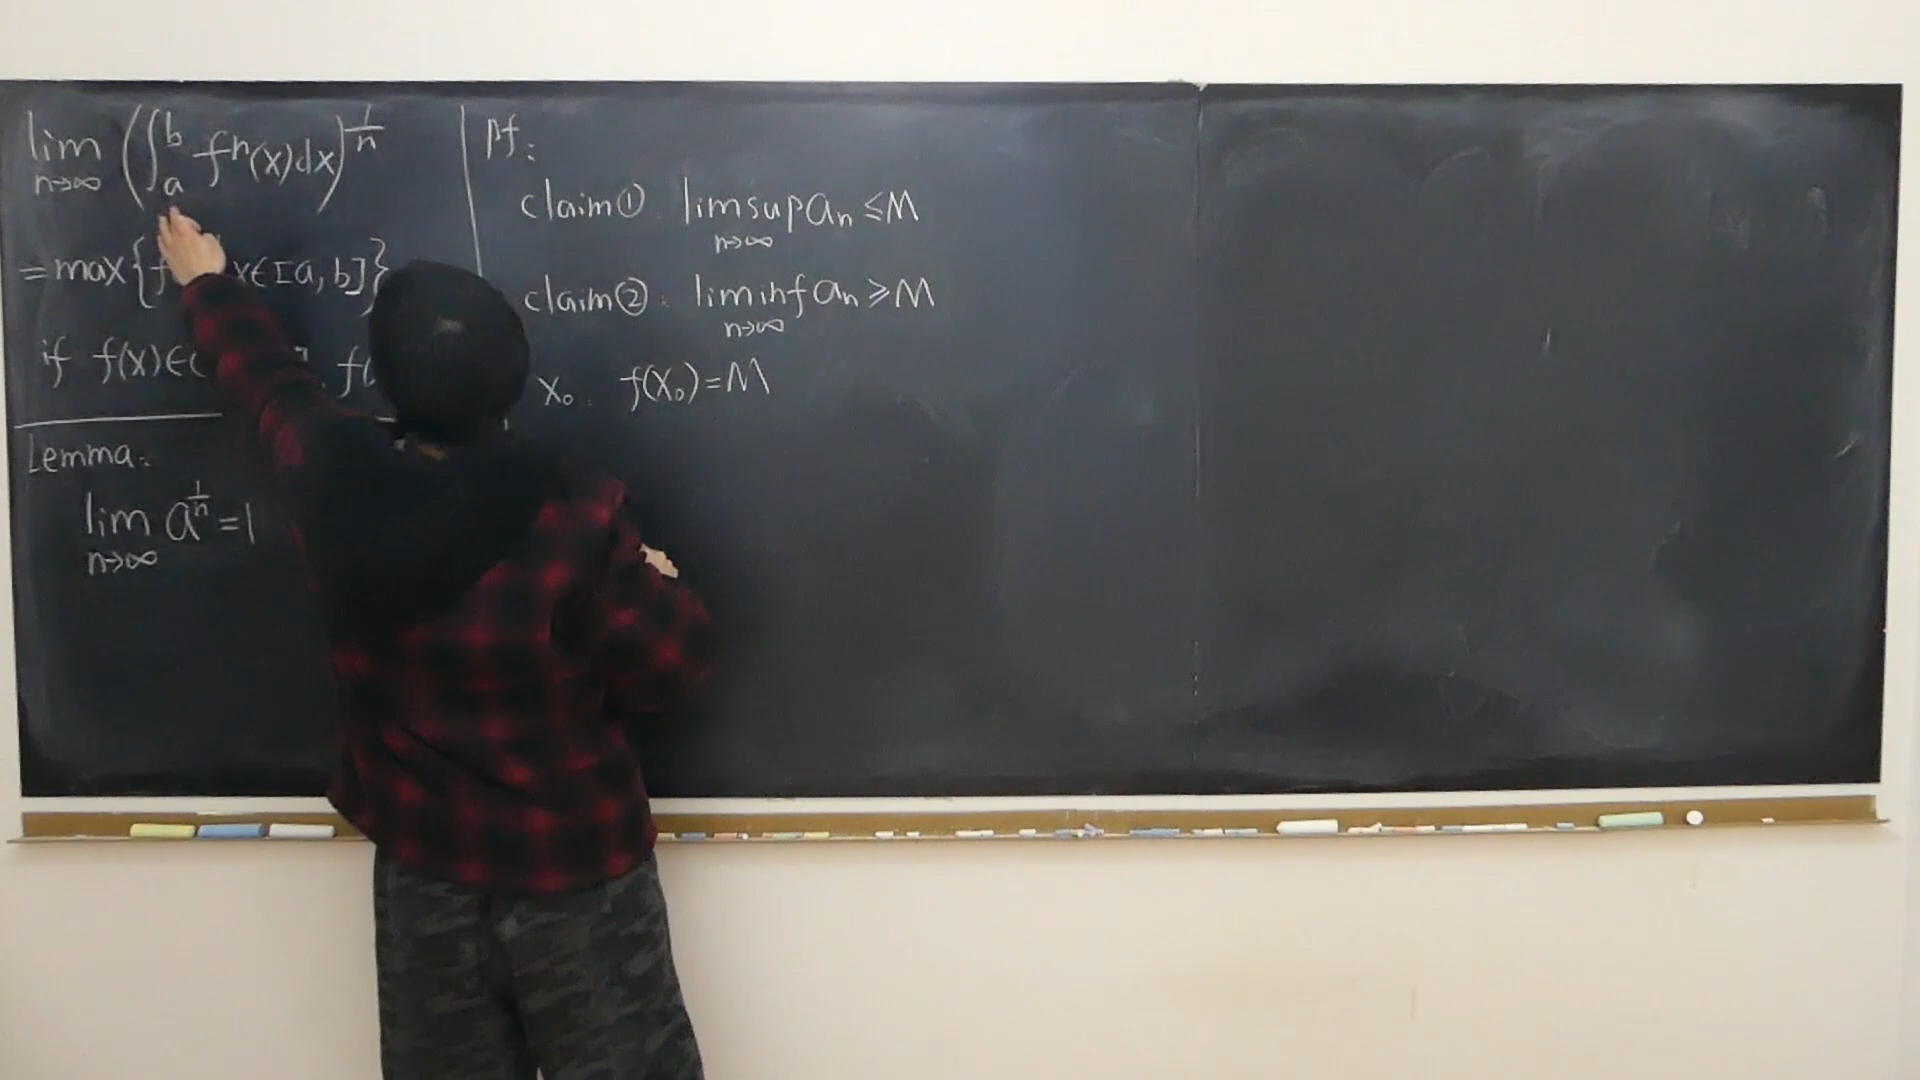 lim n→∞ (∫_a^b fⁿ(x)dx)^{1/n}
= max{f x∈[a, b]}
if f(x)∈ f(
Lemma:
lim n→∞ a^{1/n} = 1
pf:
claim① : limsup n→∞ aₙ ≤ M
claim② : liminf n→∞ aₙ ≥ M
x₀ : f(x₀) = M